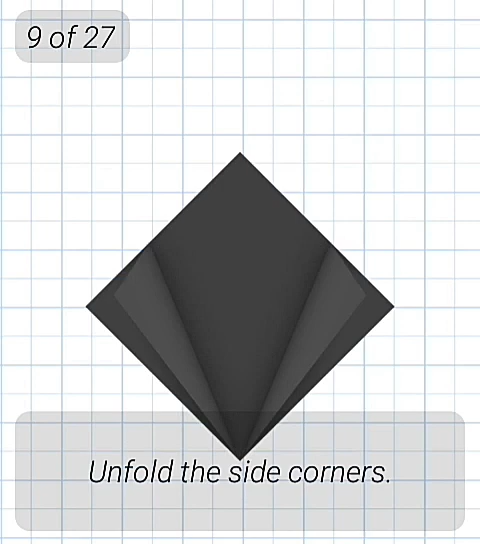 9 of 27
Unfold the side corners.